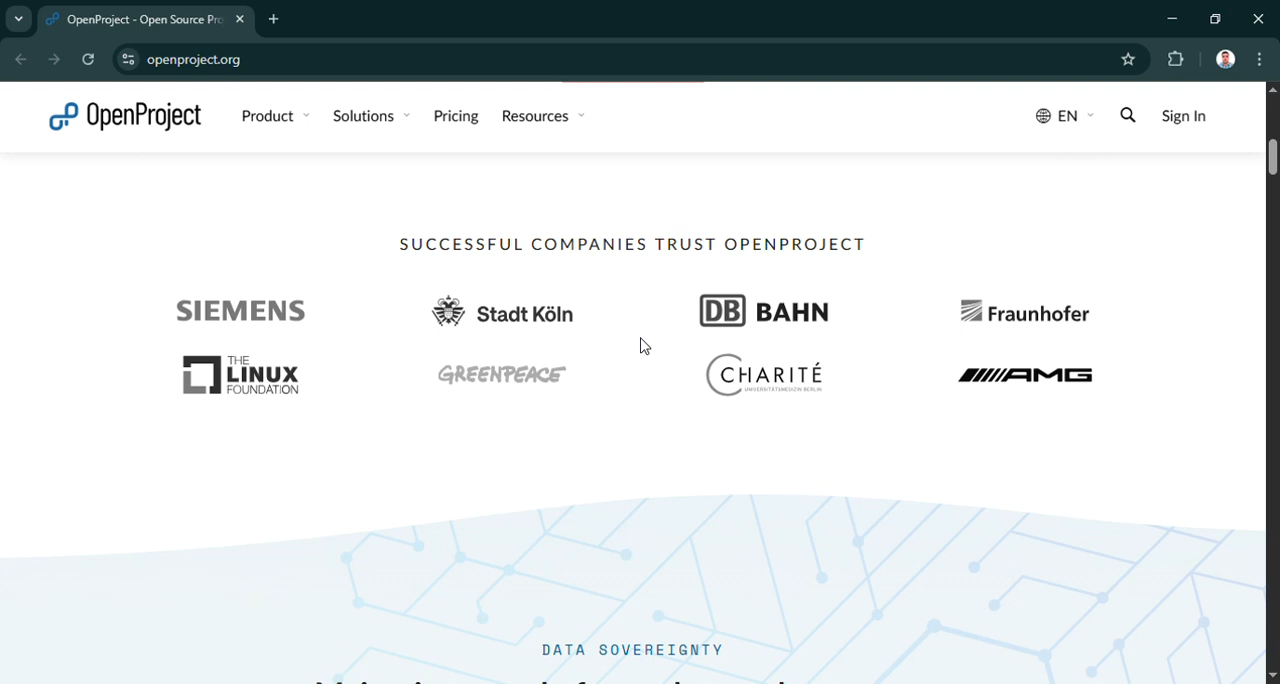 OpenProject - Open Source Pro
openproject.org
OpenProject
Product
Solutions
Pricing
Resources
EN
Sign In
SUCCESSFUL COMPANIES TRUST OPENPROJECT
SIEMENS
Stadt Köln
DB BAHN
Fraunhofer
THE
LINUX
FOUNDATION
GREENPEACE
CHARITÉ
UNIVERSITÄTSMEDIZIN BERLIN
AMG
DATA SOVEREIGNTY